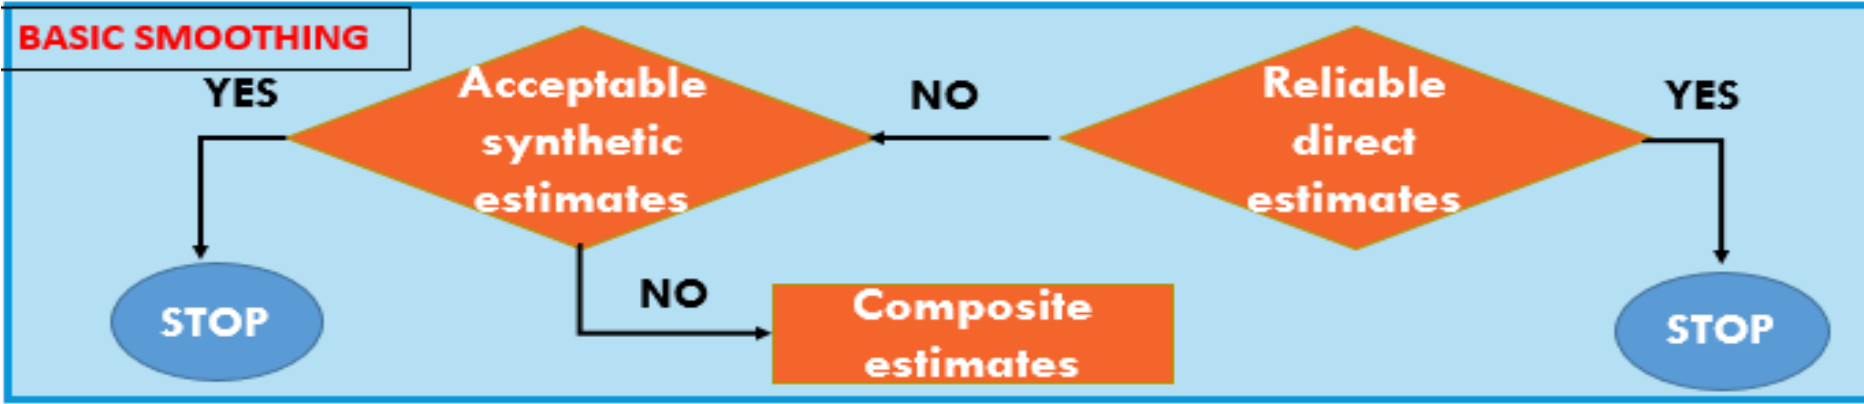 BASIC SMOOTHING
YES
Acceptable
synthetic
estimates
NO
Reliable
direct
estimates
YES
STOP
NO
Composite
estimates
STOP